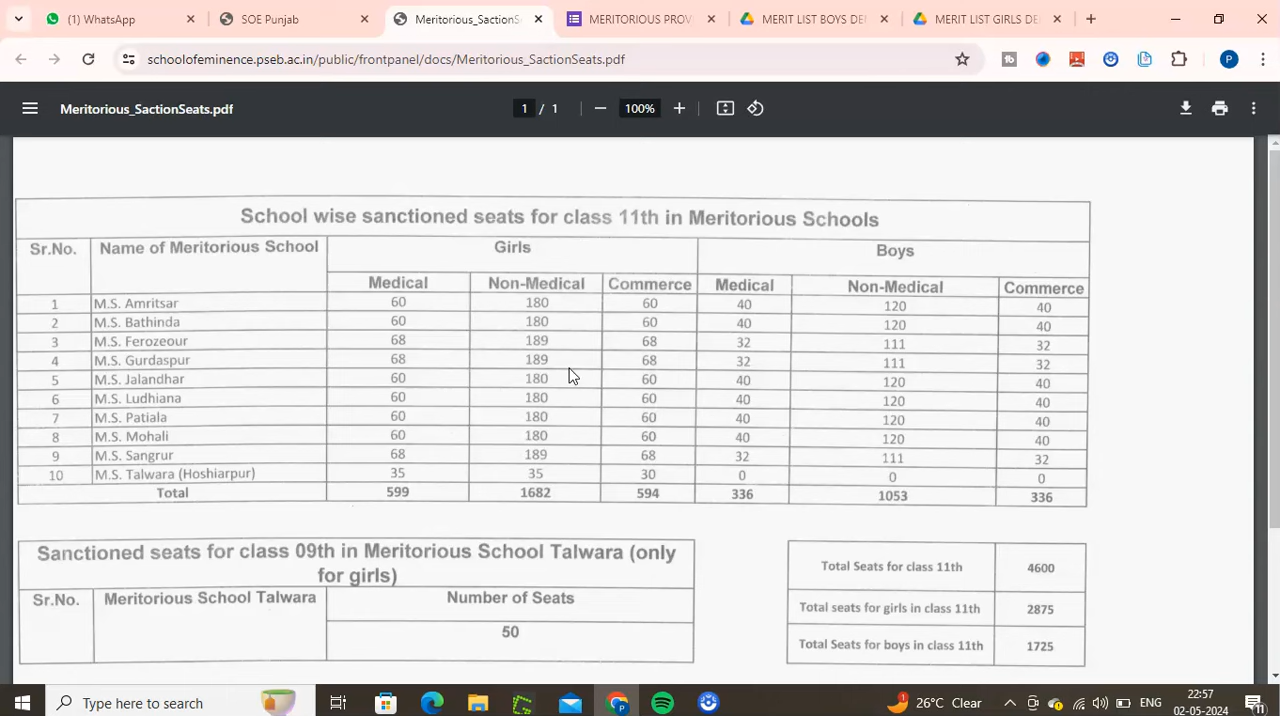 (1) WhatsApp
SOE Punjab
Meritorious_SactionS
MERITORIOUS PROV
MERIT LIST BOYS DE
MERIT LIST GIRLS DE
schoolofeminence.pseb.ac.in/public/frntpanel/docs/Meritorious_SactionSeats.pdf
P
Meritorious_SactionSeats.pdf
1 / 1
100%
School wise sanctioned seats for class 11th in Meritorious Schools
Sr.No. Name of Meritorious School Girls Boys
Medical Non-Medical Commerce Medical Non-Medical Commerce
1 M.S. Amritsar 60 180 60 40 120 40
2 M.S. Bathinda 60 180 60 40 120 40
3 M.S. Ferozeour 68 189 68 32 111 32
4 M.S. Gurdaspur 68 189 68 32 111 32
5 M.S. Jalandhar 60 180 60 40 120 40
6 M.S. Ludhiana 60 180 60 40 120 40
7 M.S. Patiala 60 180 60 40 120 40
8 M.S. Mohali 60 180 60 40 120 40
9 M.S. Sangrur 68 189 68 32 111 32
10 M.S. Talwara (Hoshiarpur) 35 35 30 0 0 0
Total 599 1682 594 336 1053 336
Sanctioned seats for class 09th in Meritorious School Talwara (only
for girls)
Sr.No. Meritorious School Talwara Number of Seats
50
Total Seats for class 11th 4600
Total seats for girls in class 11th 2875
Total Seats for boys in class 11th 1725
Type here to search
1
26°C Clear
ENG
22:57
02-05-2024
11